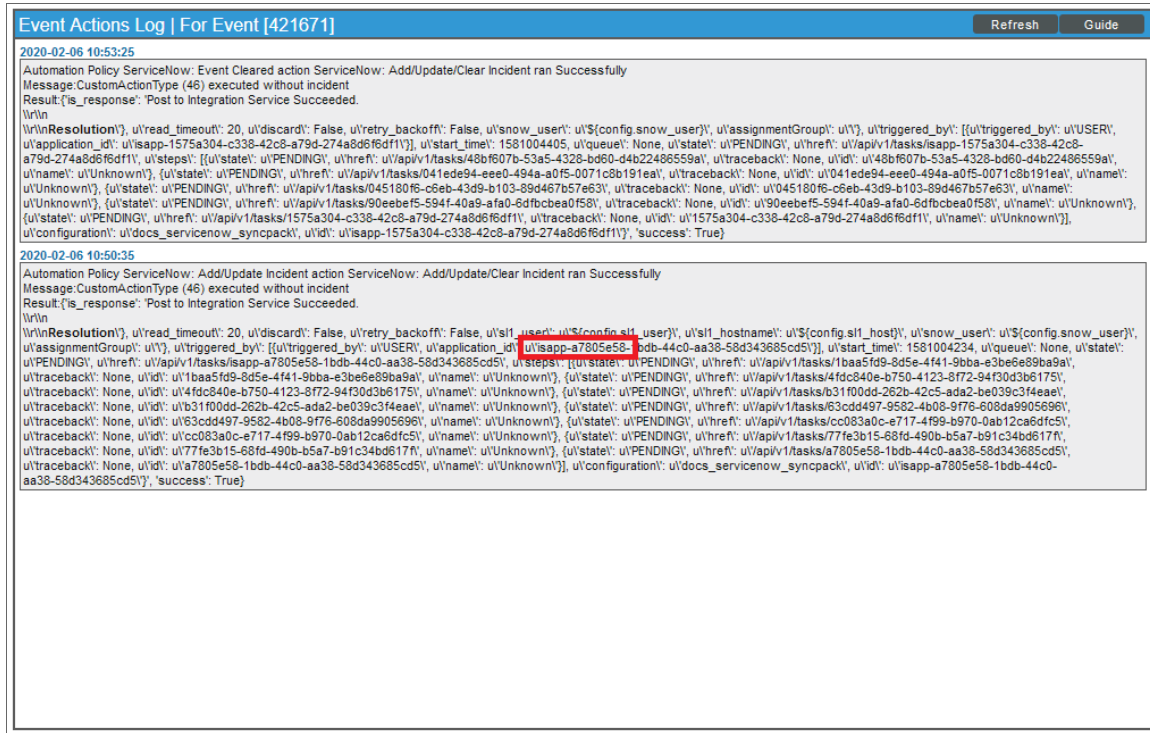 Event Actions Log | For Event [421671]
Refresh
Guide
2020-02-06 10:53:25
Automation Policy ServiceNow: Event Cleared action ServiceNow: Add/Update/Clear Incident ran Successfully
Message:CustomActionType (46) executed without incident
Result:{'is_response': 'Post to Integration Service Succeeded.
\\r\\n
\\r\\nResolution\'}, u\'read_timeout\': 20, u\'discard\': False, u\'retry_backoff\': False, u\'snow_user\': u\'${config.snow_user}\', u\'assignmentGroup\': u\'\'}, u\'triggered_by\': [{u\'triggered_by\': u\'USER\',
u\'application_id\': u\'isapp-1575a304-c338-42c8-a79d-274a8d6f6df1\'}], u\'start_time\': 1581004405, u\'queue\': None, u\'state\': u\'PENDING\', u\'href\': u\'/api/v1/tasks/isapp-1575a304-c338-42c8-
a79d-274a8d6f6df1\', u\'steps\': [{u\'state\': u\'PENDING\', u\'href\': u\'/api/v1/tasks/48bf607b-53a5-4328-bd60-d4b22486559a\', u\'traceback\': None, u\'id\': u\'48bf607b-53a5-4328-bd60-d4b22486559a\',
u\'name\': u\'Unknown\'}, {u\'state\': u\'PENDING\', u\'href\': u\'/api/v1/tasks/041ede94-eee0-494a-a0f5-0071c8b191ea\', u\'traceback\': None, u\'id\': u\'041ede94-eee0-494a-a0f5-0071c8b191ea\', u\'name\':
u\'Unknown\'}, {u\'state\': u\'PENDING\', u\'href\': u\'/api/v1/tasks/045180f6-c6eb-43d9-b103-89d467b57e63\', u\'traceback\': None, u\'id\': u\'045180f6-c6eb-43d9-b103-89d467b57e63\', u\'name\':
u\'Unknown\'}, {u\'state\': u\'PENDING\', u\'href\': u\'/api/v1/tasks/90eebef5-594f-40a9-afa0-6dfbcbea0f58\', u\'traceback\': None, u\'id\': u\'90eebef5-594f-40a9-afa0-6dfbcbea0f58\', u\'name\': u\'Unknown\'},
{u\'state\': u\'PENDING\', u\'href\': u\'/api/v1/tasks/1575a304-c338-42c8-a79d-274a8d6f6df1\', u\'traceback\': None, u\'id\': u\'1575a304-c338-42c8-a79d-274a8d6f6df1\', u\'name\': u\'Unknown\'}],
u\'configuration\': u\'docs_servicenow_syncpack\', u\'id\': u\'isapp-1575a304-c338-42c8-a79d-274a8d6f6df1\'}', 'success': True}
2020-02-06 10:50:35
Automation Policy ServiceNow: Add/Update Incident action ServiceNow: Add/Update/Clear Incident ran Successfully
Message:CustomActionType (46) executed without incident
Result:{'is_response': 'Post to Integration Service Succeeded.
\\r\\n
\\r\\nResolution\'}, u\'read_timeout\': 20, u\'discard\': False, u\'retry_backoff\': False, u\'sl1_user\': u\'${config.sl1_user}\', u\'sl1_hostname\': u\'${config.sl1_host}\', u\'snow_user\': u\'${config.snow_user}\',
u\'assignmentGroup\': u\'\'}, u\'triggered_by\': [{u\'triggered_by\': u\'USER\', u\'application_id\': u\'isapp-a7805e58-1bdb-44c0-aa38-58d343685cd5\'}], u\'start_time\': 1581004234, u\'queue\': None, u\'state\':
u\'PENDING\', u\'href\': u\'/api/v1/tasks/isapp-a7805e58-1bdb-44c0-aa38-58d343685cd5\', u\'steps\': [{u\'state\': u\'PENDING\', u\'href\': u\'/api/v1/tasks/1baa5fd9-8d5e-4f41-9bba-e3be6e89ba9a\',
u\'traceback\': None, u\'id\': u\'1baa5fd9-8d5e-4f41-9bba-e3be6e89ba9a\', u\'name\': u\'Unknown\'}, {u\'state\': u\'PENDING\', u\'href\': u\'/api/v1/tasks/4fdc840e-b750-4123-8f72-94f30d3b6175\',
u\'traceback\': None, u\'id\': u\'4fdc840e-b750-4123-8f72-94f30d3b6175\', u\'name\': u\'Unknown\'}, {u\'state\': u\'PENDING\', u\'href\': u\'/api/v1/tasks/b31f00dd-262b-42c5-ada2-be039c3f4eae\',
u\'traceback\': None, u\'id\': u\'b31f00dd-262b-42c5-ada2-be039c3f4eae\', u\'name\': u\'Unknown\'}, {u\'state\': u\'PENDING\', u\'href\': u\'/api/v1/tasks/63cdd497-9582-4b08-9f76-608da9905696\',
u\'traceback\': None, u\'id\': u\'63cdd497-9582-4b08-9f76-608da9905696\', u\'name\': u\'Unknown\'}, {u\'state\': u\'PENDING\', u\'href\': u\'/api/v1/tasks/cc083a0c-e717-4f99-b970-0ab12ca6dfc5\',
u\'traceback\': None, u\'id\': u\'cc083a0c-e717-4f99-b970-0ab12ca6dfc5\', u\'name\': u\'Unknown\'}, {u\'state\': u\'PENDING\', u\'href\': u\'/api/v1/tasks/77fe3b15-68fd-490b-b5a7-b91c34bd617f\',
u\'traceback\': None, u\'id\': u\'77fe3b15-68fd-490b-b5a7-b91c34bd617f\', u\'name\': u\'Unknown\'}, {u\'state\': u\'PENDING\', u\'href\': u\'/api/v1/tasks/a7805e58-1bdb-44c0-aa38-58d343685cd5\',
u\'traceback\': None, u\'id\': u\'a7805e58-1bdb-44c0-aa38-58d343685cd5\', u\'name\': u\'Unknown\'}], u\'configuration\': u\'docs_servicenow_syncpack\', u\'id\': u\'isapp-a7805e58-1bdb-44c0-
aa38-58d343685cd5\'}', 'success': True}